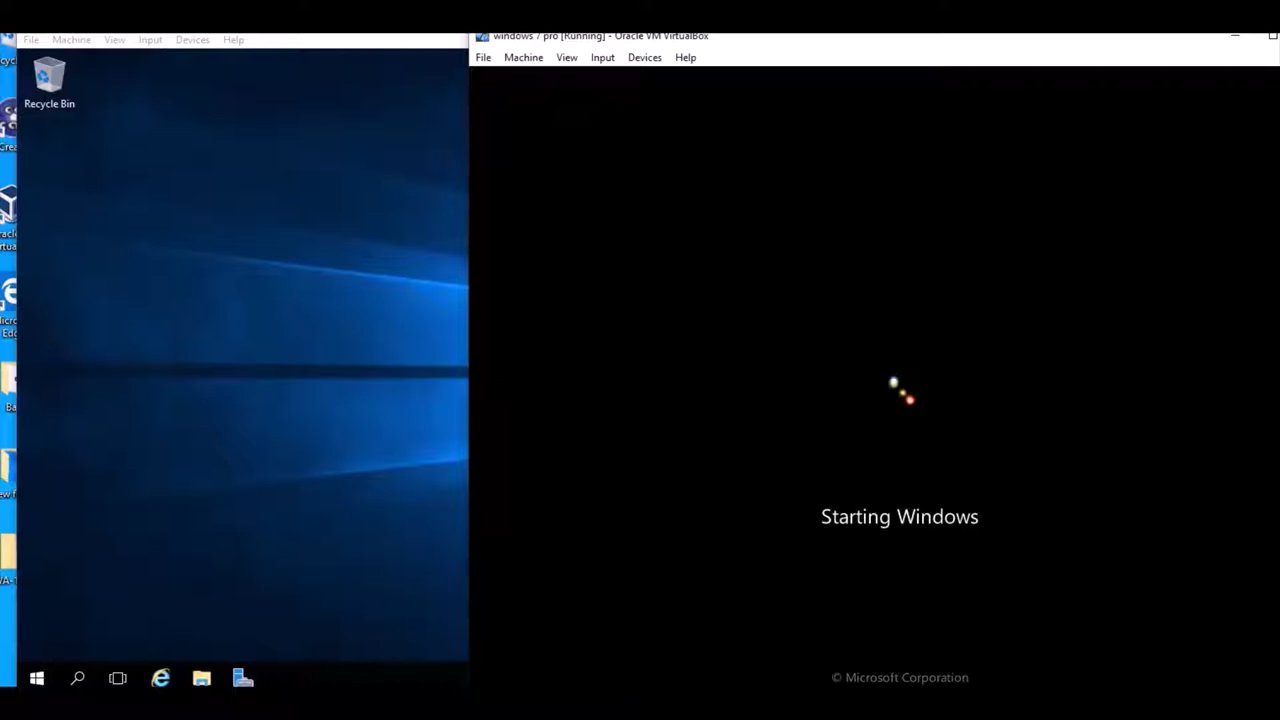 windows 7 pro [Running] - Oracle VM VirtualBox
File Machine View Input Devices Help
File Machine View Input Devices Help
Recycle Bin
Starting Windows
© Microsoft Corporation